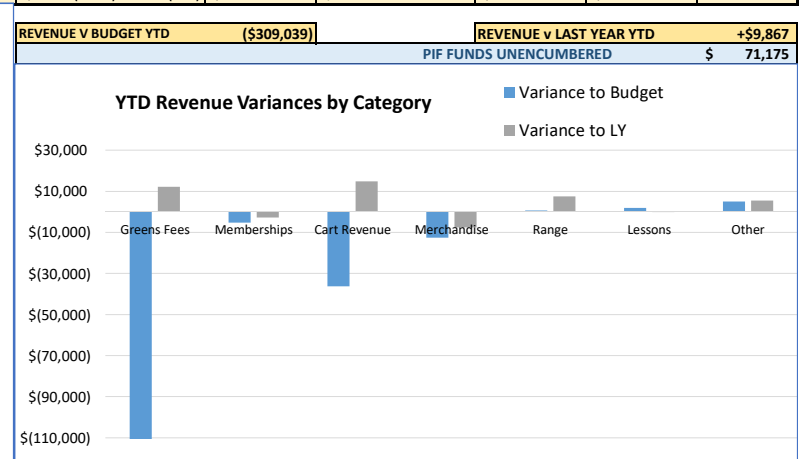 REVENUE V BUDGET YTD ($309,039) REVENUE v LAST YEAR YTD +$9,867
PIF FUNDS UNENCUMBERED $ 71,175
YTD Revenue Variances by Category
Variance to Budget
Variance to LY
$30,000
$10,000
$(10,000)
Greens Fees Memberships Cart Revenue Merchandise Range Lessons Other
$(30,000)
$(50,000)
$(70,000)
$(90,000)
$(110,000)